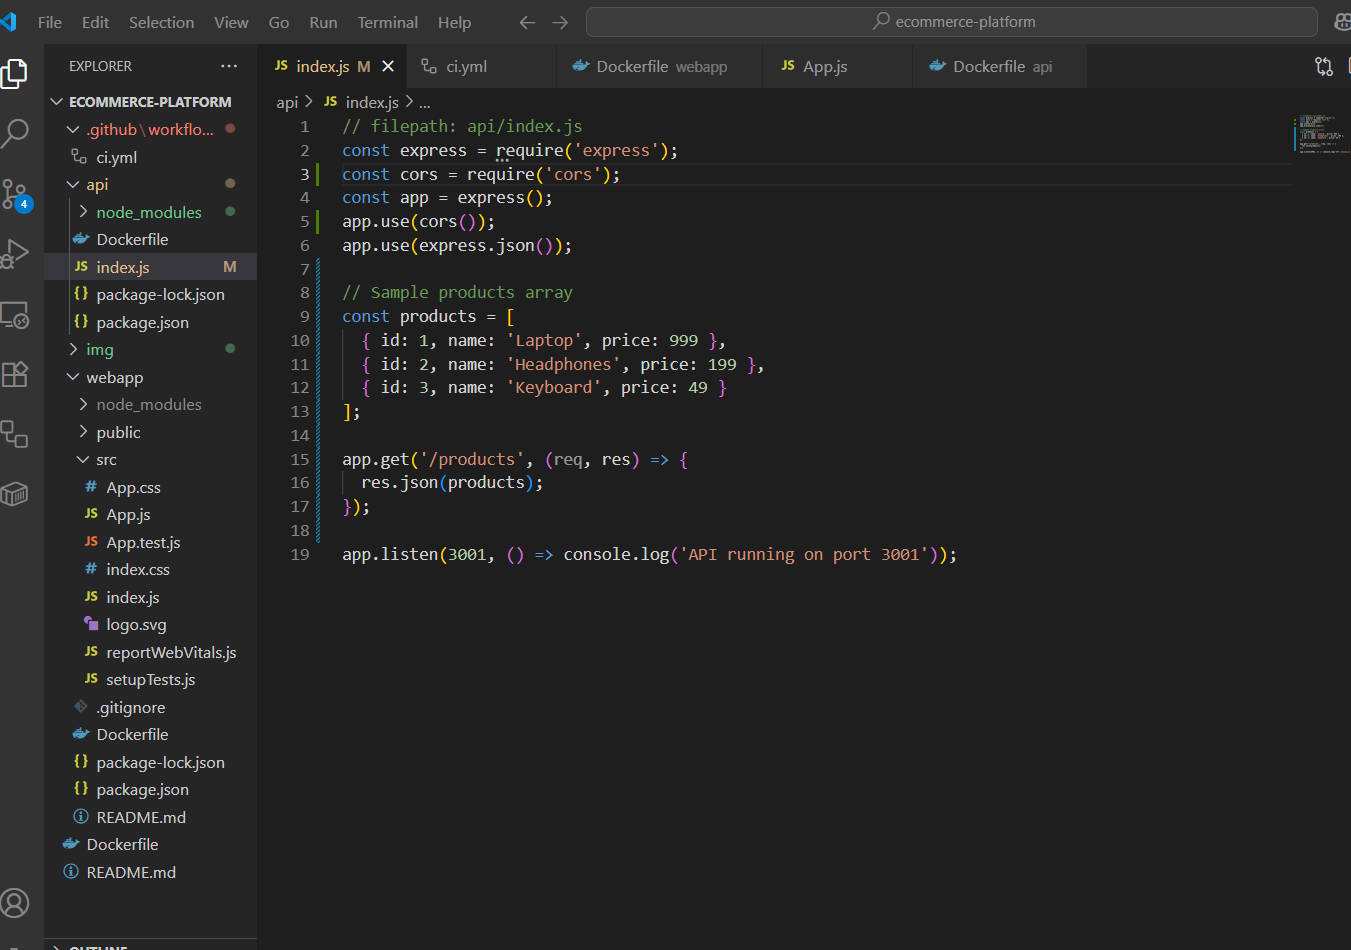 File Edit Selection View Go Run Terminal Help
ecommerce-platform
EXPLORER
ECOMMERCE-PLATFORM
.github\workflo...
ci.yml
api
node_modules
Dockerfile
JS index.js M
{} package-lock.json
{} package.json
img
webapp
node_modules
public
src
# App.css
JS App.js
JS App.test.js
# index.css
JS index.js
logo.svg
JS reportWebVitals.js
JS setupTests.js
.gitignore
Dockerfile
{} package-lock.json
{} package.json
README.md
Dockerfile
README.md
OUTLINE
4
JS index.js M
ci.yml
Dockerfile webapp
JS App.js
Dockerfile api
api > JS index.js > ...
1 // filepath: api/index.js
2 const express = require('express');
3 const cors = require('cors');
4 const app = express();
5 app.use(cors());
6 app.use(express.json());
7
8 // Sample products array
9 const products = [
10 { id: 1, name: 'Laptop', price: 999 },
11 { id: 2, name: 'Headphones', price: 199 },
12 { id: 3, name: 'Keyboard', price: 49 }
13 ];
14
15 app.get('/products', (req, res) => {
16 res.json(products);
17 });
18
19 app.listen(3001, () => console.log('API running on port 3001'));